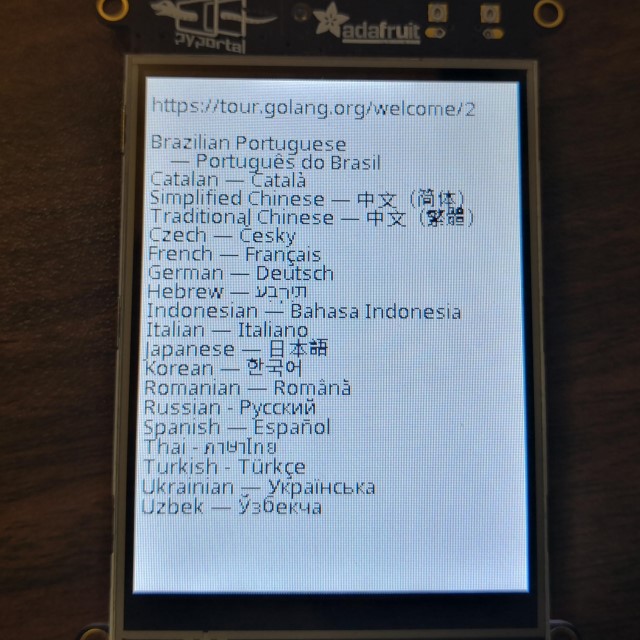 pyportal
adafruit
https://tour.golang.org/welcome/2
Brazilian Portuguese
— Português do Brasil
Catalan — Català
Simplified Chinese — 中文 (简体)
Traditional Chinese — 中文 (繁體)
Czech — Česky
French — Français
German — Deutsch
Hebrew — עברית
Indonesian — Bahasa Indonesia
Italian — Italiano
Japanese — 日本語
Korean — 한국어
Romanian — Română
Russian - Русский
Spanish — Español
Thai - ภาษาไทย
Turkish - Türkçe
Ukrainian — Українська
Uzbek — Ўзбекча